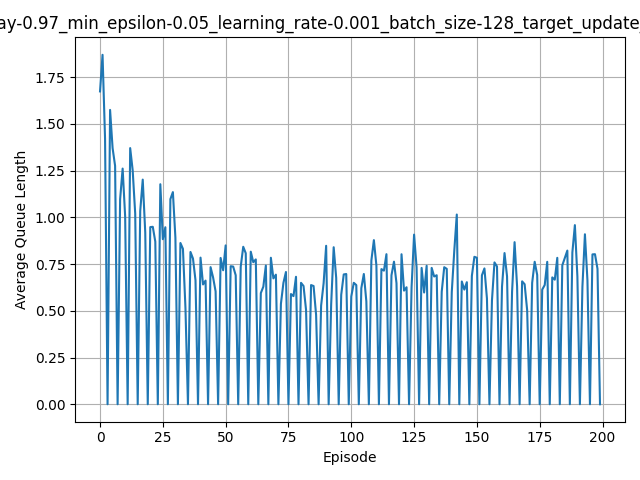 ay-0.97_min_epsilon-0.05_learning_rate-0.001_batch_size-128_target_update_
1.75
1.50
1.25
1.00
0.75
0.50
0.25
0.00
Average Queue Length
0 25 50 75 100 125 150 175 200
Episode